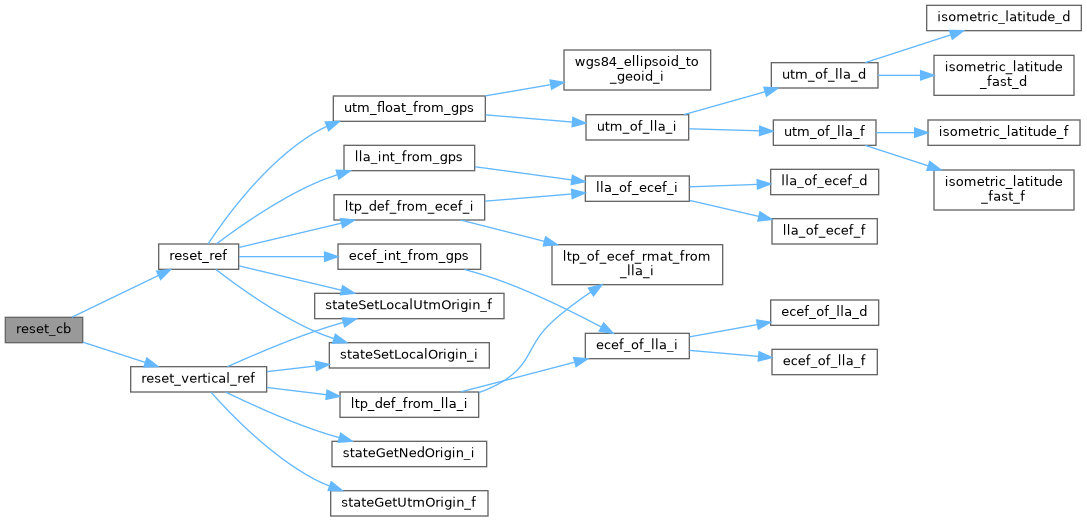 isometric_latitude_d
wgs84_ellipsoid_to
_geoid_i
isometric_latitude
_fast_d
utm_of_lla_d
utm_float_from_gps
utm_of_lla_i
utm_of_lla_f
isometric_latitude_f
lla_int_from_gps
lla_of_ecef_i
lla_of_ecef_d
isometric_latitude
_fast_f
ltp_def_from_ecef_i
lla_of_ecef_f
reset_ref
ecef_int_from_gps
ltp_of_ecef_rmat_from
_lla_i
stateSetLocalUtmOrigin_f
ecef_of_lla_d
reset_cb
stateSetLocalOrigin_i
ecef_of_lla_i
ecef_of_lla_f
reset_vertical_ref
ltp_def_from_lla_i
stateGetNedOrigin_i
stateGetUtmOrigin_f